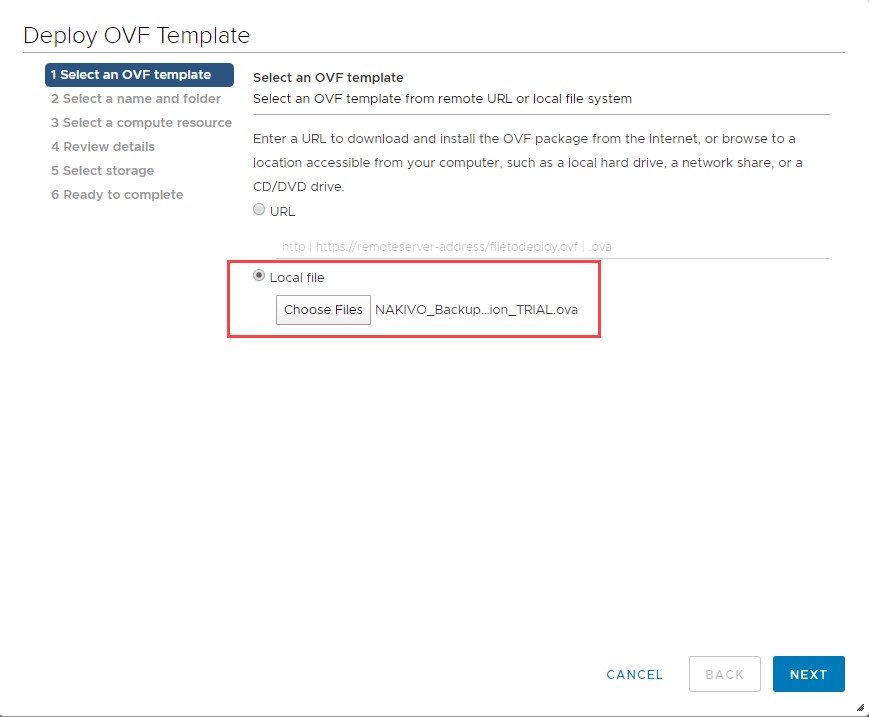 Deploy OVF Template
1 Select an OVF template
2 Select a name and folder
3 Select a compute resource
4 Review details
5 Select storage
6 Ready to complete
Select an OVF template
Select an OVF template from remote URL or local file system
Enter a URL to download and install the OVF package from the Internet, or browse to a
location accessible from your computer, such as a local hard drive, a network share, or a
CD/DVD drive.
URL
http | https://remoteserver-address/filetodeploy.ovf | .ova
Local file
Choose Files NAKIVO_Backup...ion_TRIAL.ova
CANCEL BACK NEXT